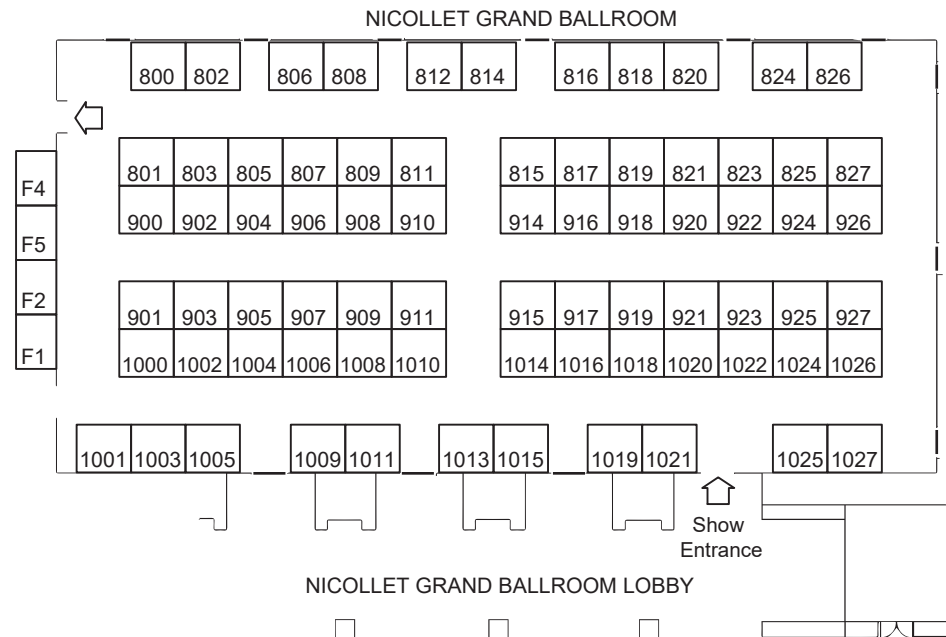 NICOLLET GRAND BALLROOM
800 802 806 808 812 814 816 818 820 824 826
801 803 805 807 809 811 815 817 819 821 823 825 827
F4
900 902 904 906 908 910 914 916 918 920 922 924 926
F5
F2
901 903 905 907 909 911 915 917 919 921 923 925 927
F1
1000 1002 1004 1006 1008 1010 1014 1016 1018 1020 1022 1024 1026
1001 1003 1005 1009 1011 1013 1015 1019 1021 1025 1027
Show
Entrance
NICOLLET GRAND BALLROOM LOBBY